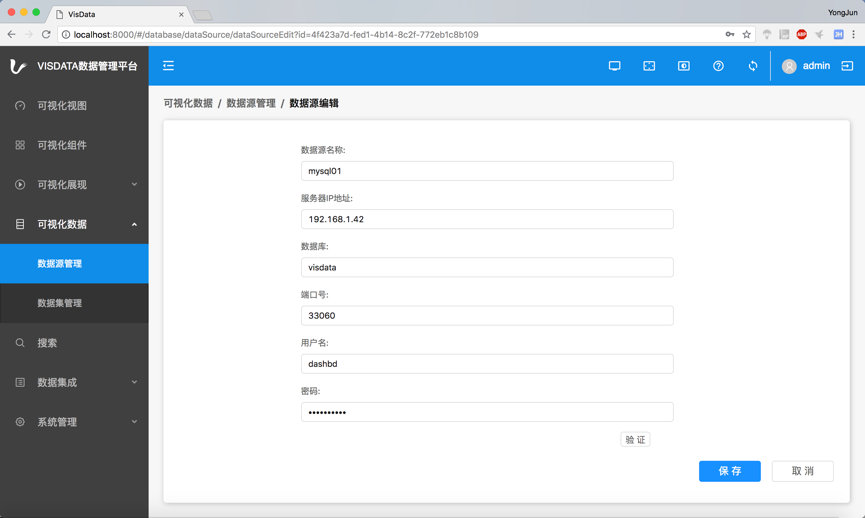 VisData
YongJun
localhost:8000/#/database/dataSource/dataSourceEdit?id=4f423a7d-fed1-4b14-8c2f-772eb1c8b109
ABP
JH
VISDATA数据管理平台
admin
可视化视图
可视化组件
可视化展现
可视化数据
数据源管理
数据集管理
搜索
数据集成
系统管理
可视化数据 / 数据源管理 / 数据源编辑
数据源名称:
mysql01
服务器IP地址:
192.168.1.42
数据库:
visdata
端口号:
33060
用户名:
dashbd
密码:
••••••••••
验 证
保 存
取 消